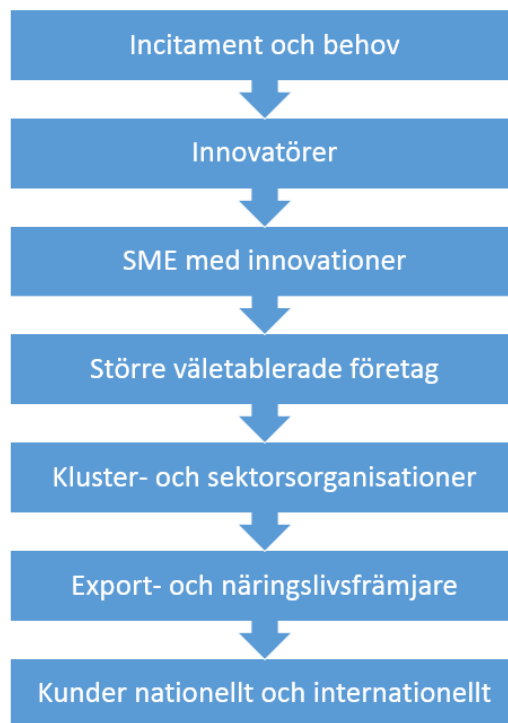 Incitament och behov
Innovatörer
SME med innovationer
Större väletablerade företag
Kluster- och sektorsorganisationer
Export- och näringslivsfrämjare
Kunder nationellt och internationellt